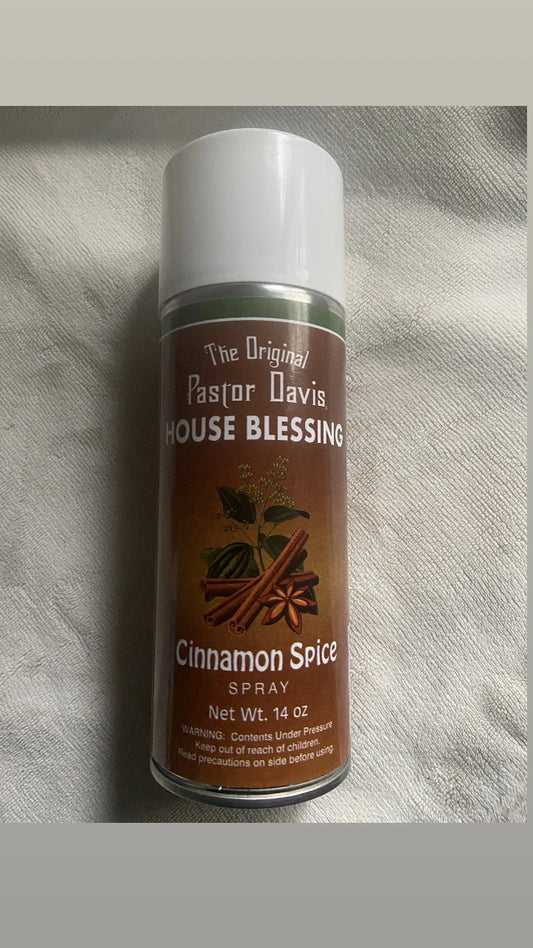 The Original
Pastor Davis
HOUSE BLESSING
Cinnamon Spice
SPRAY
Net Wt. 14 oz
WARNING: Contents Under Pressure
Keep out of reach of children.
Read precautions on side before using.